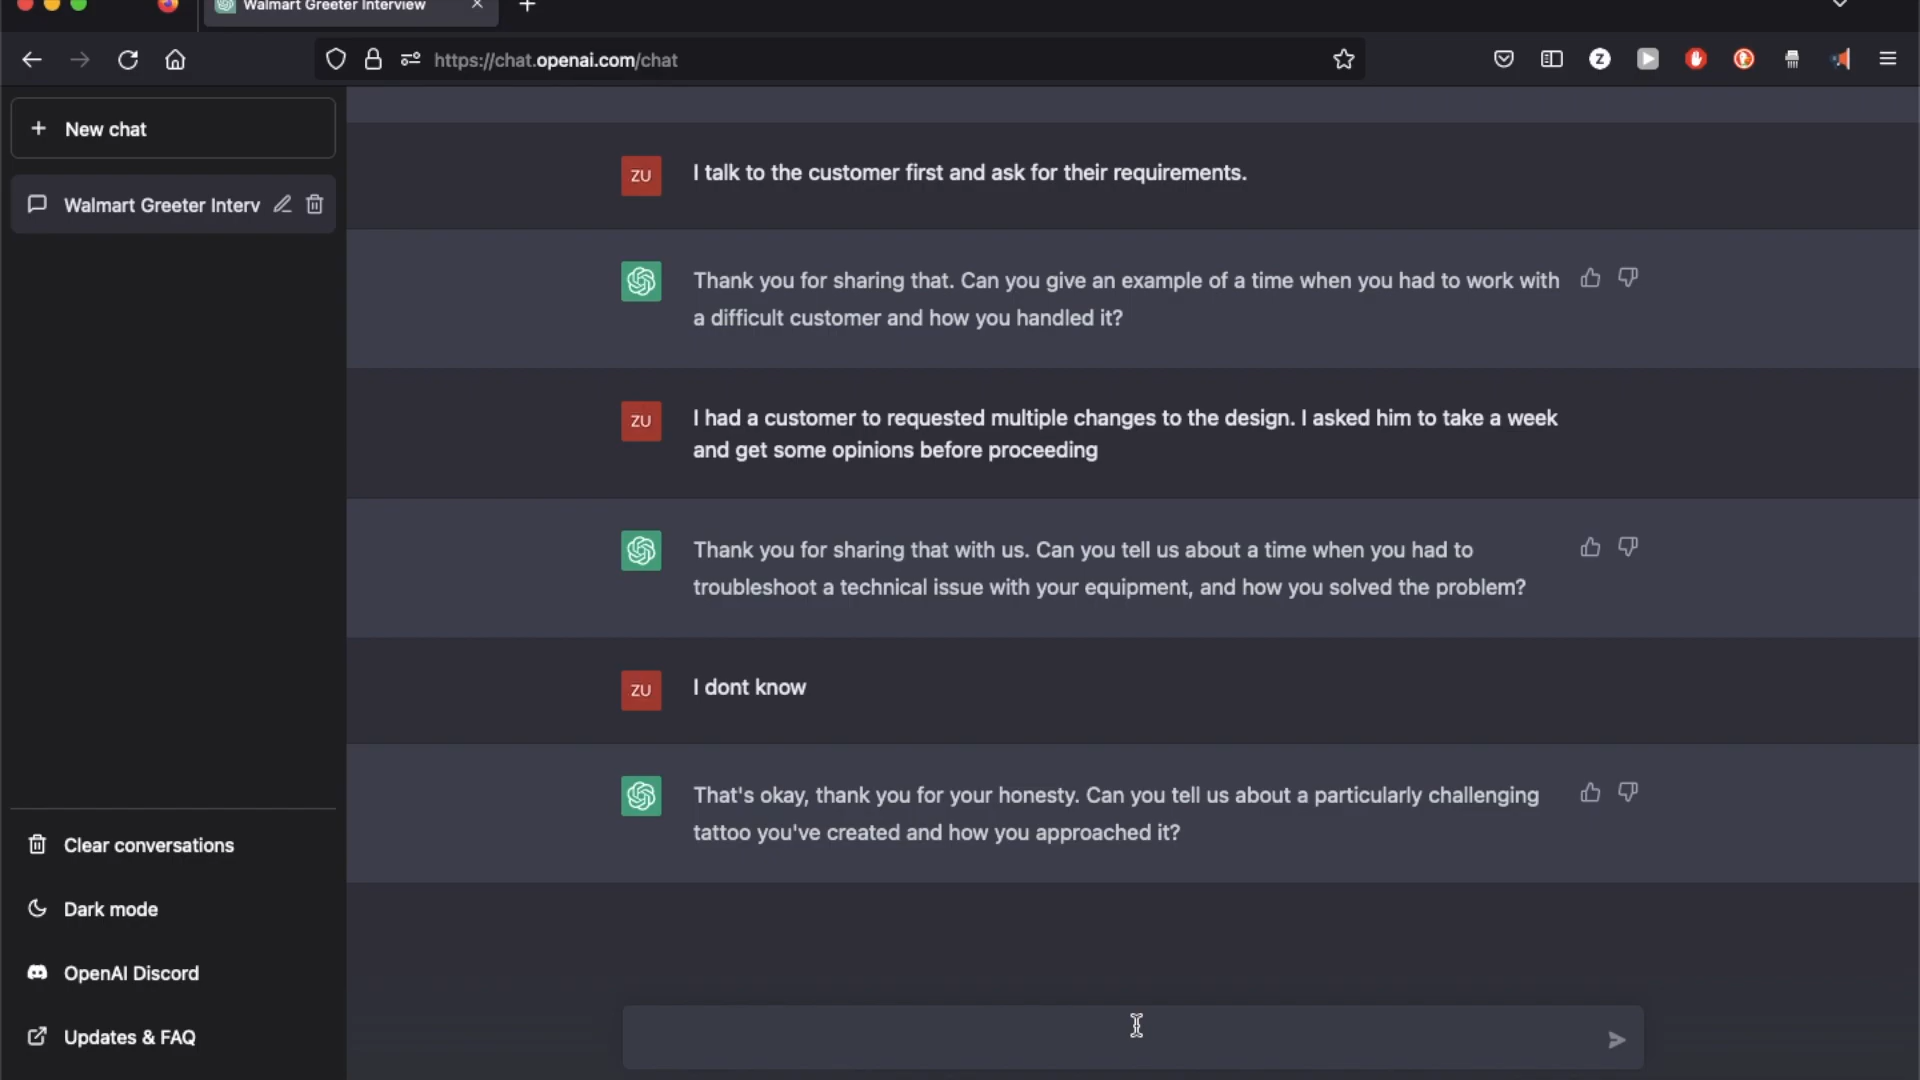 Walmart Greeter Interview
https://chat.openai.com/chat
New chat
Walmart Greeter Interv
ZU
I talk to the customer first and ask for their requirements.
Thank you for sharing that. Can you give an example of a time when you had to work with
a difficult customer and how you handled it?
ZU
I had a customer to requested multiple changes to the design. I asked him to take a week
and get some opinions before proceeding
Thank you for sharing that with us. Can you tell us about a time when you had to
troubleshoot a technical issue with your equipment, and how you solved the problem?
ZU
I dont know
That's okay, thank you for your honesty. Can you tell us about a particularly challenging
tattoo you've created and how you approached it?
Clear conversations
Dark mode
OpenAI Discord
Updates & FAQ